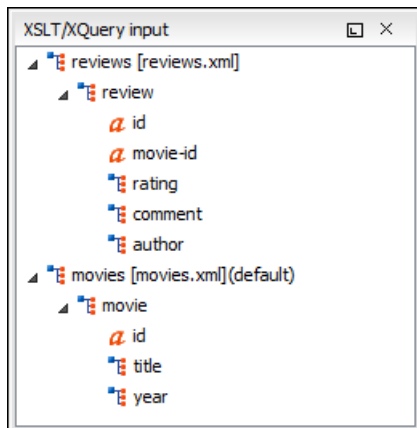 XSLT/XQuery input
reviews [reviews.xml]
review
a id
a movie-id
rating
comment
author
movies [movies.xml](default)
movie
a id
title
year